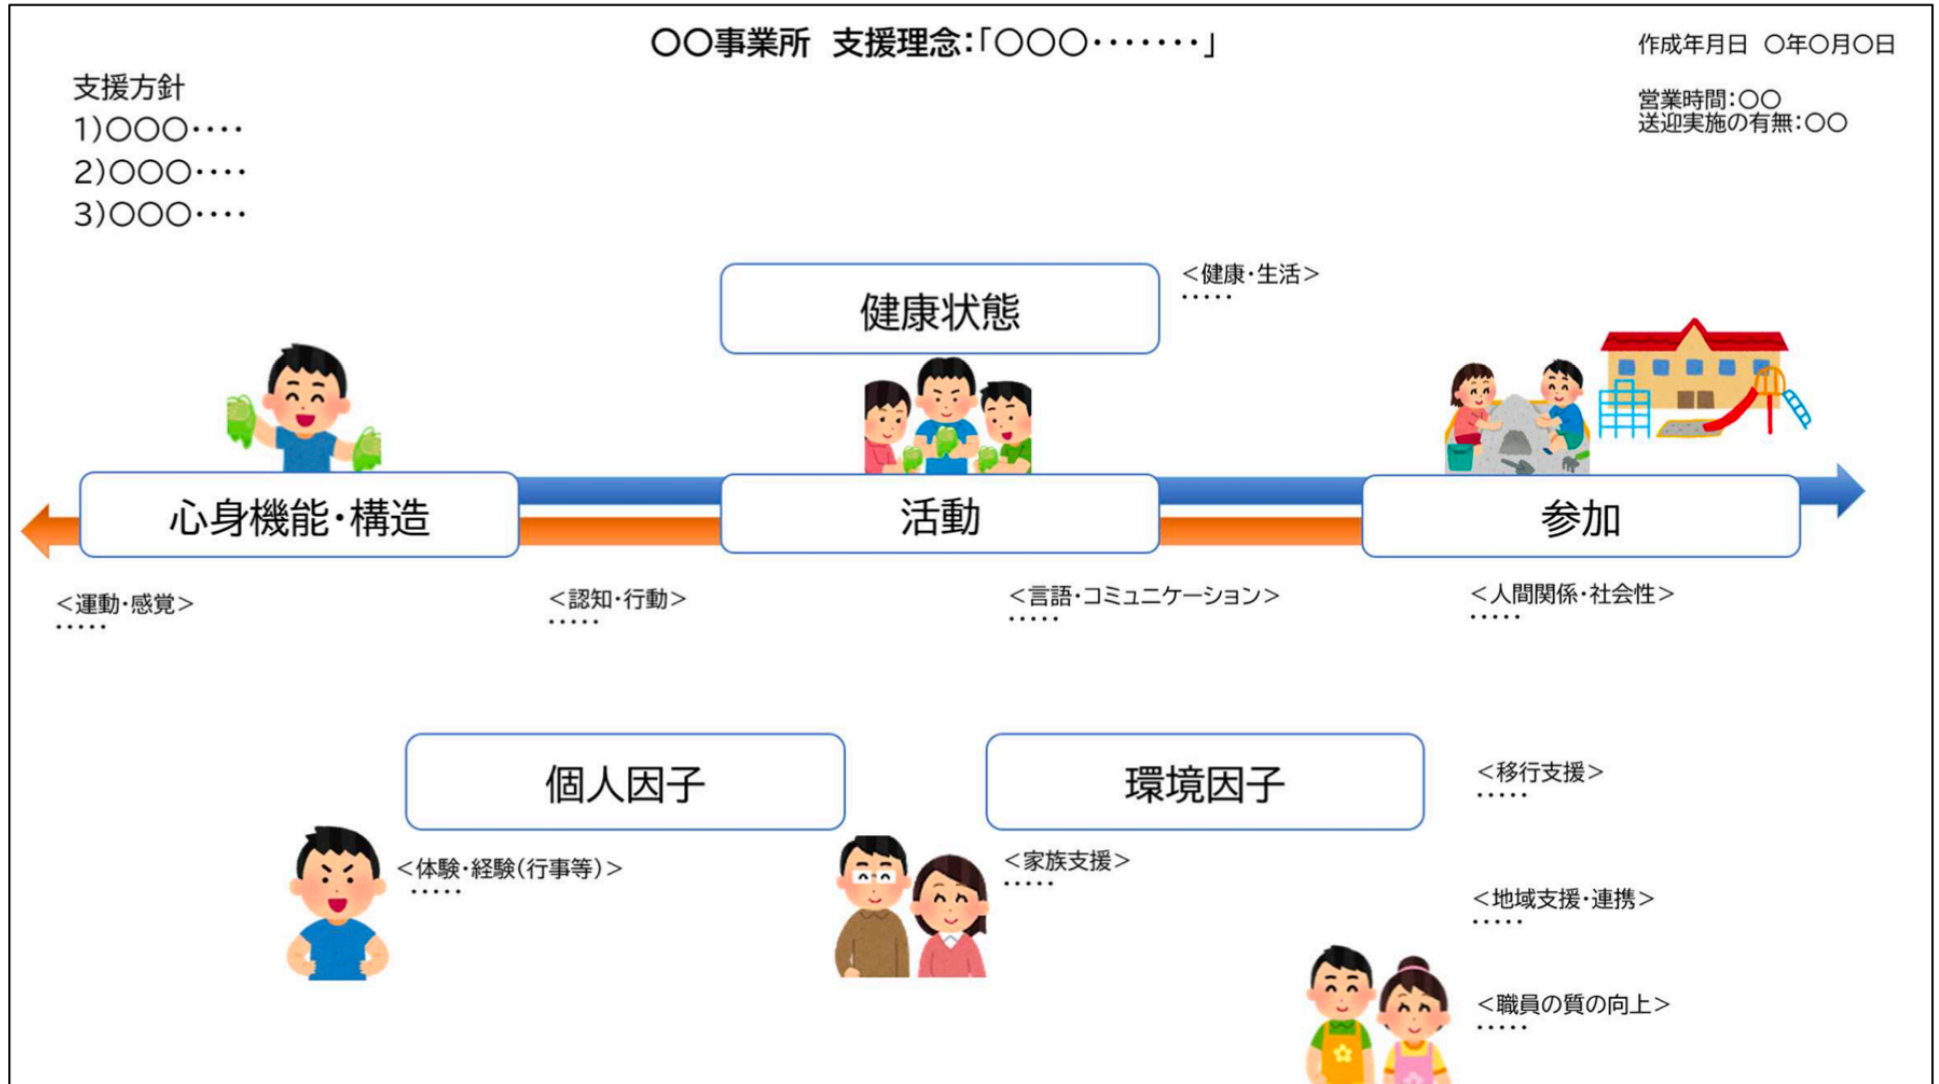 〇〇事業所 支援理念:「〇〇〇・・・・・・・」
作成年月日 〇年〇月〇日
営業時間:〇〇
送迎実施の有無:〇〇
支援方針
1)〇〇〇・・・・
2)〇〇〇・・・・
3)〇〇〇・・・・
健康状態
<健康・生活>
・・・・・
心身機能・構造
活動
参加
<運動・感覚>
・・・・・
<認知・行動>
・・・・・
<言語・コミュニケーション>
・・・・・
<人間関係・社会性>
・・・・・
個人因子
環境因子
<体験・経験(行事等)>
・・・・・
<家族支援>
・・・・・
<移行支援>
・・・・・
<地域支援・連携>
・・・・・
<職員の質の向上>
・・・・・